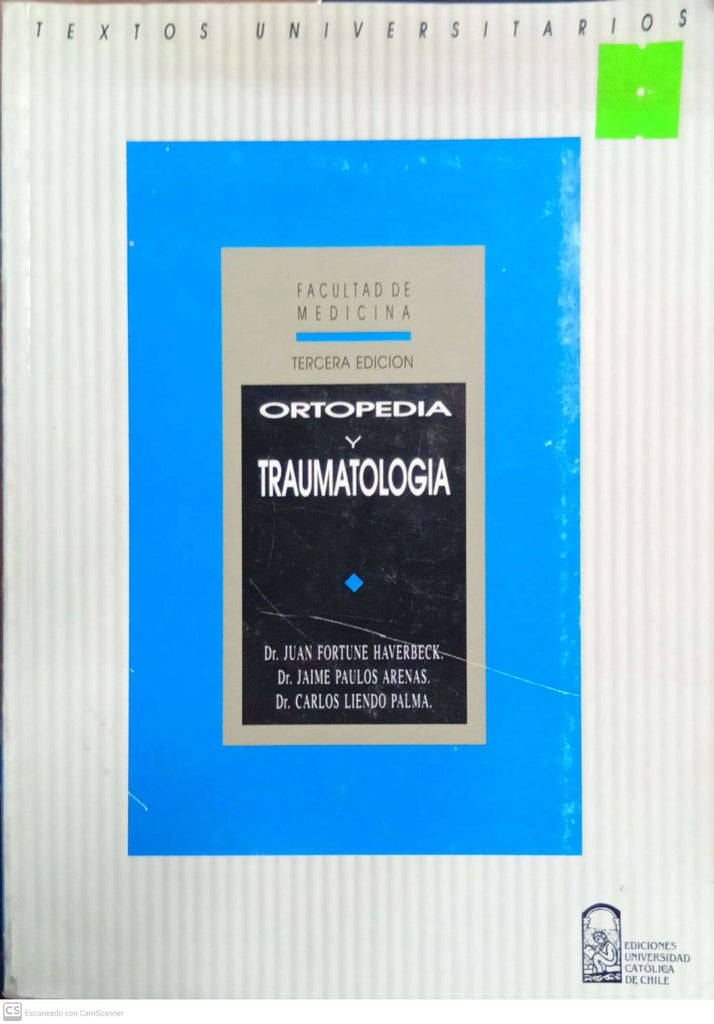 TEXTOS UNIVERSITARIOS
FACULTAD DE
MEDICINA
TERCERA EDICION
ORTOPEDIA
Y
TRAUMATOLOGIA
Dr. JUAN FORTUNE HAVERBECK.
Dr. JAIME PAULOS ARENAS.
Dr. CARLOS LIENDO PALMA.
EDICIONES
UNIVERSIDAD
CATÓLICA
DE CHILE
CS Escaneado con CamScanner